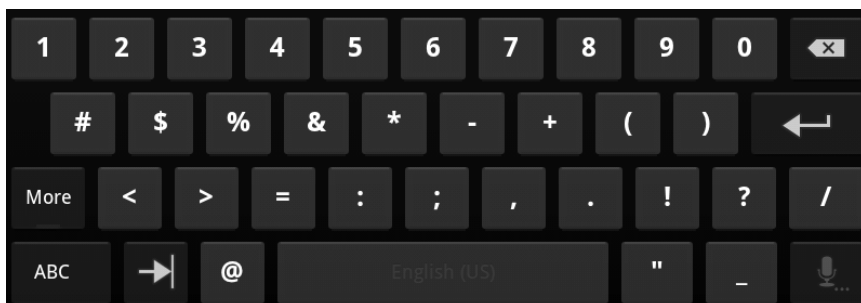 1 2 3 4 5 6 7 8 9 0
# $ % & * - + ( )
More < > = : ; , . ! ? /
ABC @ English (US) " _